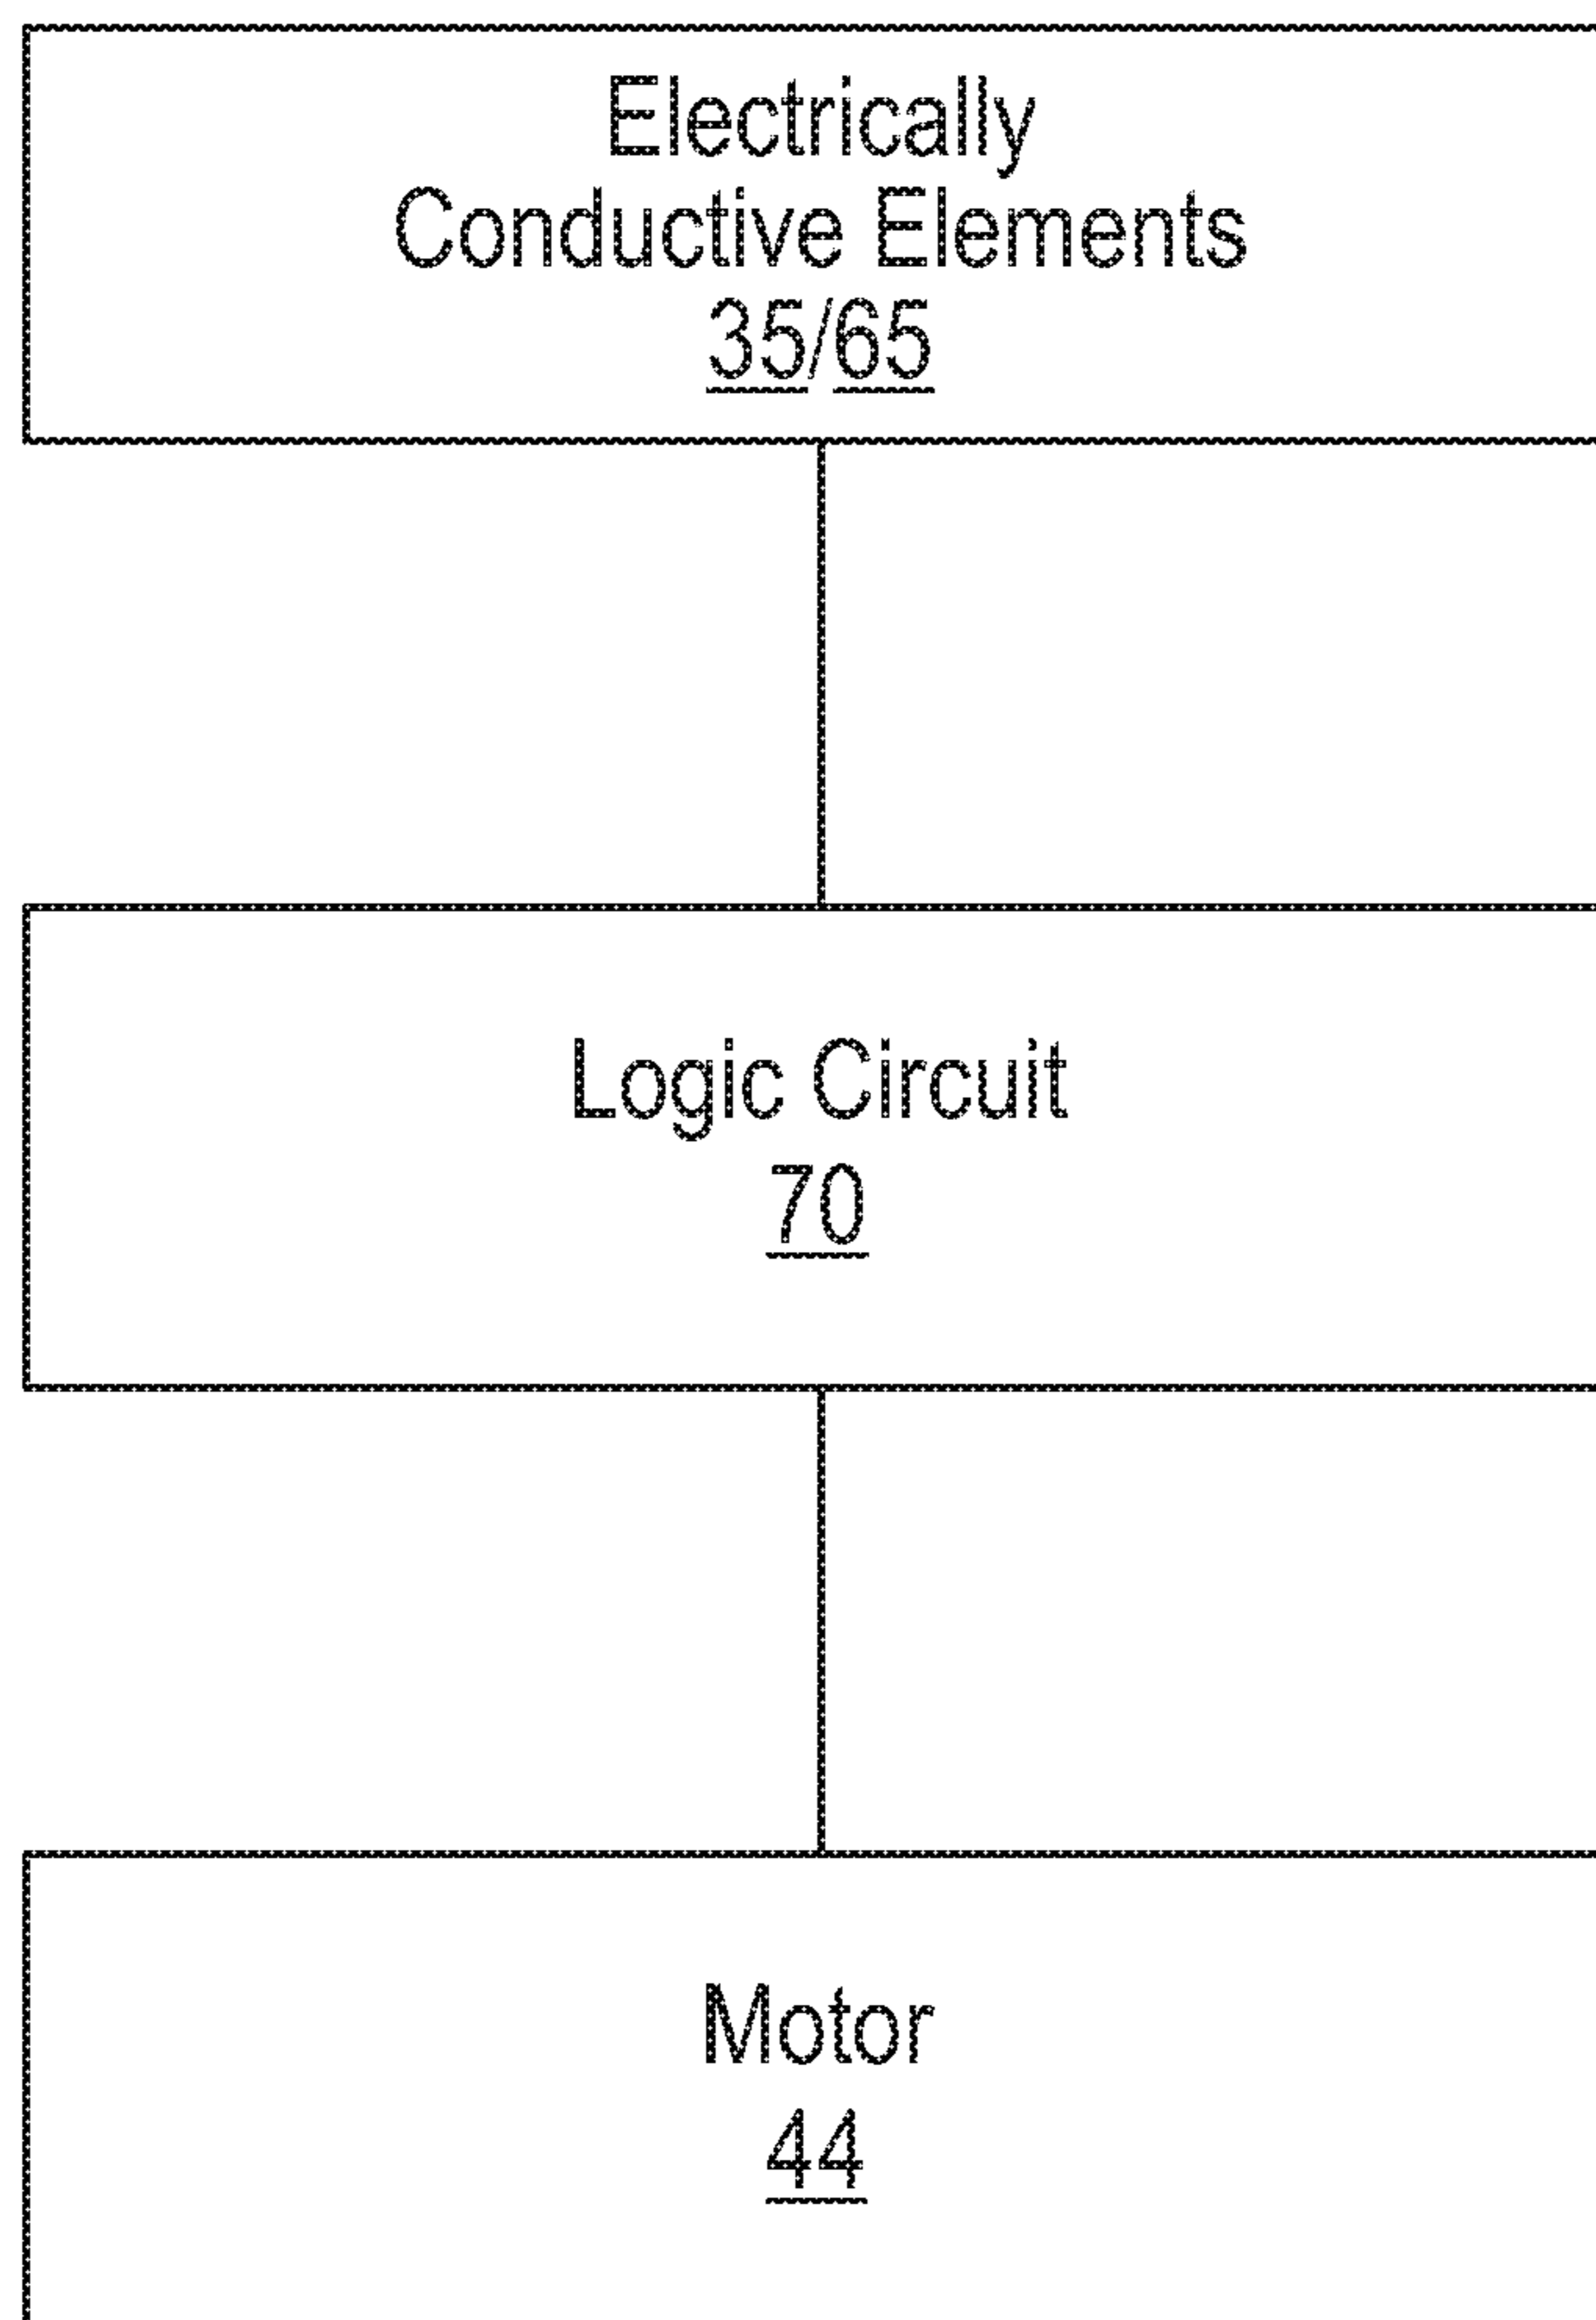 Electrically
Conductive Elements
35/65
Logic Circuit
70
Motor
44